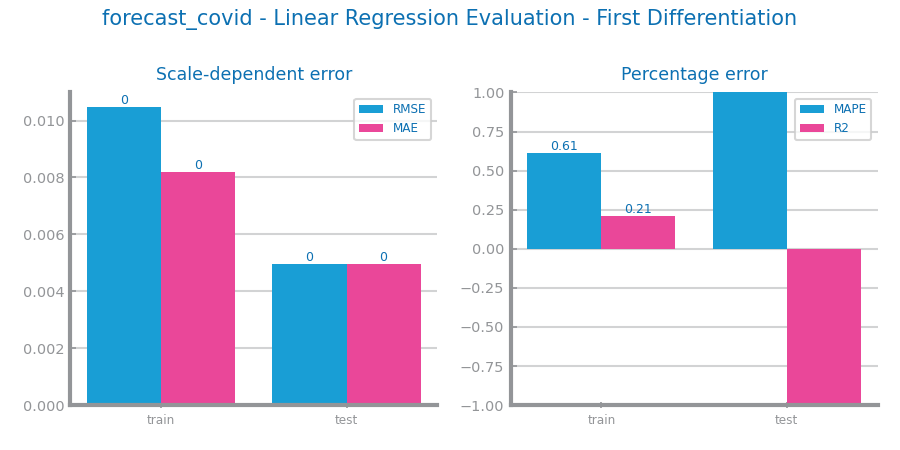 forecast_covid - Linear Regression Evaluation - First Differentiation
Scale-dependent error
0.010
0.008
0.006
0.004
0.002
0.000
0
0
0
0
RMSE
MAE
train
test
Percentage error
1.00
0.75
0.50
0.25
0.00
−0.25
−0.50
−0.75
−1.00
0.61
0.21
MAPE
R2
train
test